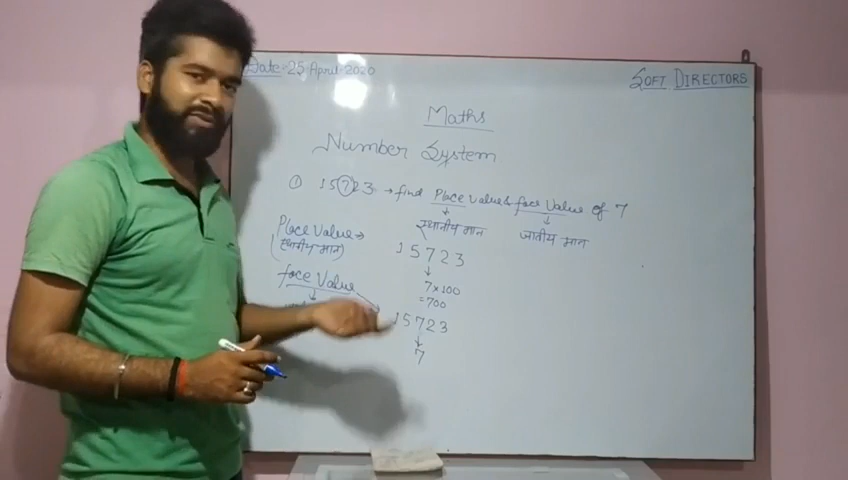 Date:- 25 April 2020
SOFT DIRECTORS
Maths
Number System
① 15723 → find Place Value & face Value of 7
स्थानीय मान
जातीय मान
Place Value →
(स्थानीय मान)
15723
↓
7×100
=700
face Value
↓
15723
↓
7